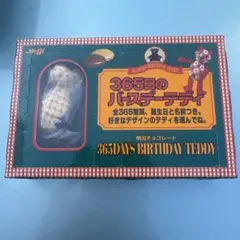 365日の
バースデーテディ
全365種類、誕生日と名前つき。
好きなデザインのテディを選んでね。
明治チョコレート
365DAYS BIRTHDAY TEDDY